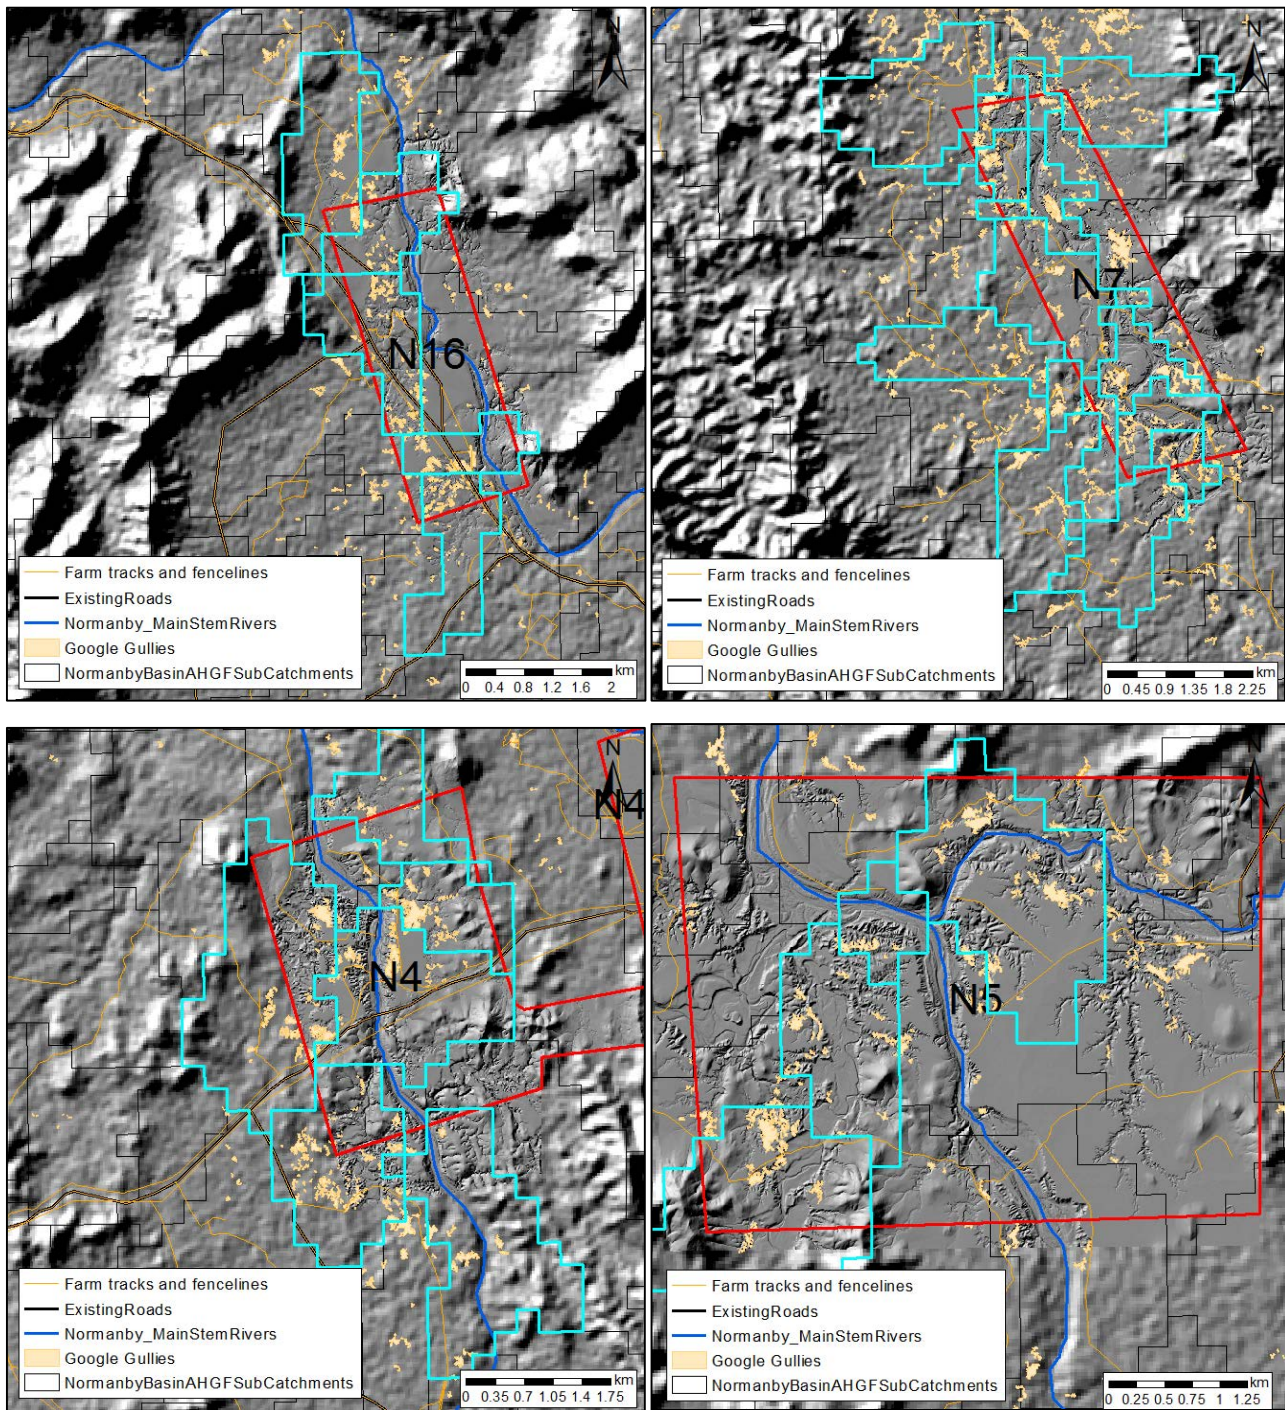 N
N16
Farm tracks and fencelines
ExistingRoads
Normanby_MainStemRivers
Google Gullies
NormanbyBasinAHGFSubCatchments
km
0 0.4 0.8 1.2 1.6 2
N
N7
Farm tracks and fencelines
ExistingRoads
Normanby_MainStemRivers
Google Gullies
NormanbyBasinAHGFSubCatchments
km
0 0.45 0.9 1.35 1.8 2.25
N
N4
N4
Farm tracks and fencelines
ExistingRoads
Normanby_MainStemRivers
Google Gullies
NormanbyBasinAHGFSubCatchments
km
0 0.35 0.7 1.05 1.4 1.75
N
N5
Farm tracks and fencelines
ExistingRoads
Normanby_MainStemRivers
Google Gullies
NormanbyBasinAHGFSubCatchments
km
0 0.25 0.5 0.75 1 1.25